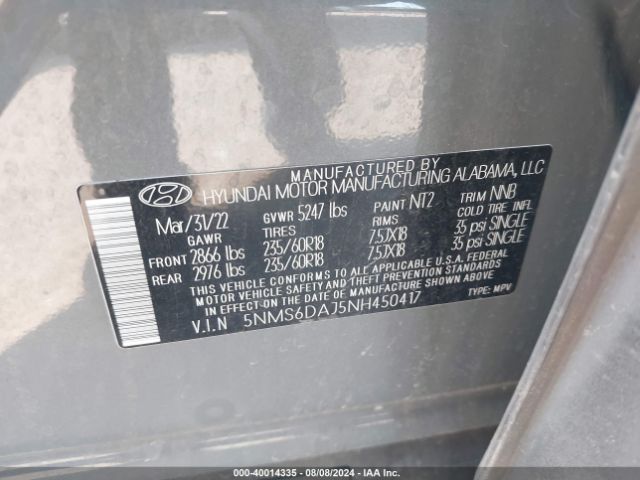 MANUFACTURED BY
HYUNDAI MOTOR MANUFACTURING ALABAMA, LLC
Mar/31/22 GVWR 5247 lbs PAINT NT2 TRIM NNB
GAWR TIRES RIMS COLD TIRE INFL
FRONT 2866 lbs 235/60R18 7.5JX18 35 psi SINGLE
REAR 2976 lbs 235/60R18 7.5JX18 35 psi SINGLE
THIS VEHICLE CONFORMS TO ALL APPLICABLE U.S.A. FEDERAL
MOTOR VEHICLE SAFETY AND THEFT PREVENTION STANDARDS
IN EFFECT ON THE DATE OF MANUFACTURE SHOWN ABOVE.
V.I.N 5NMS6DAJ5NH450417 TYPE: MPV
000-40014335 - 08/08/2024 - IAA Inc.